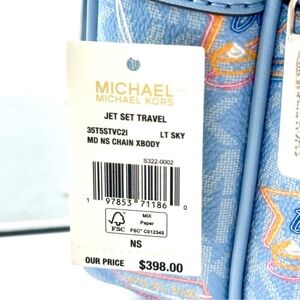 MICHAEL
MICHAEL KORS
JET SET TRAVEL
35T5STVC2I LT SKY
MD NS CHAIN XBODY
S322-0002
1 97853 71186 0
FSC
MIX
Paper
FSC® C012345
NS
OUR PRICE $398.00